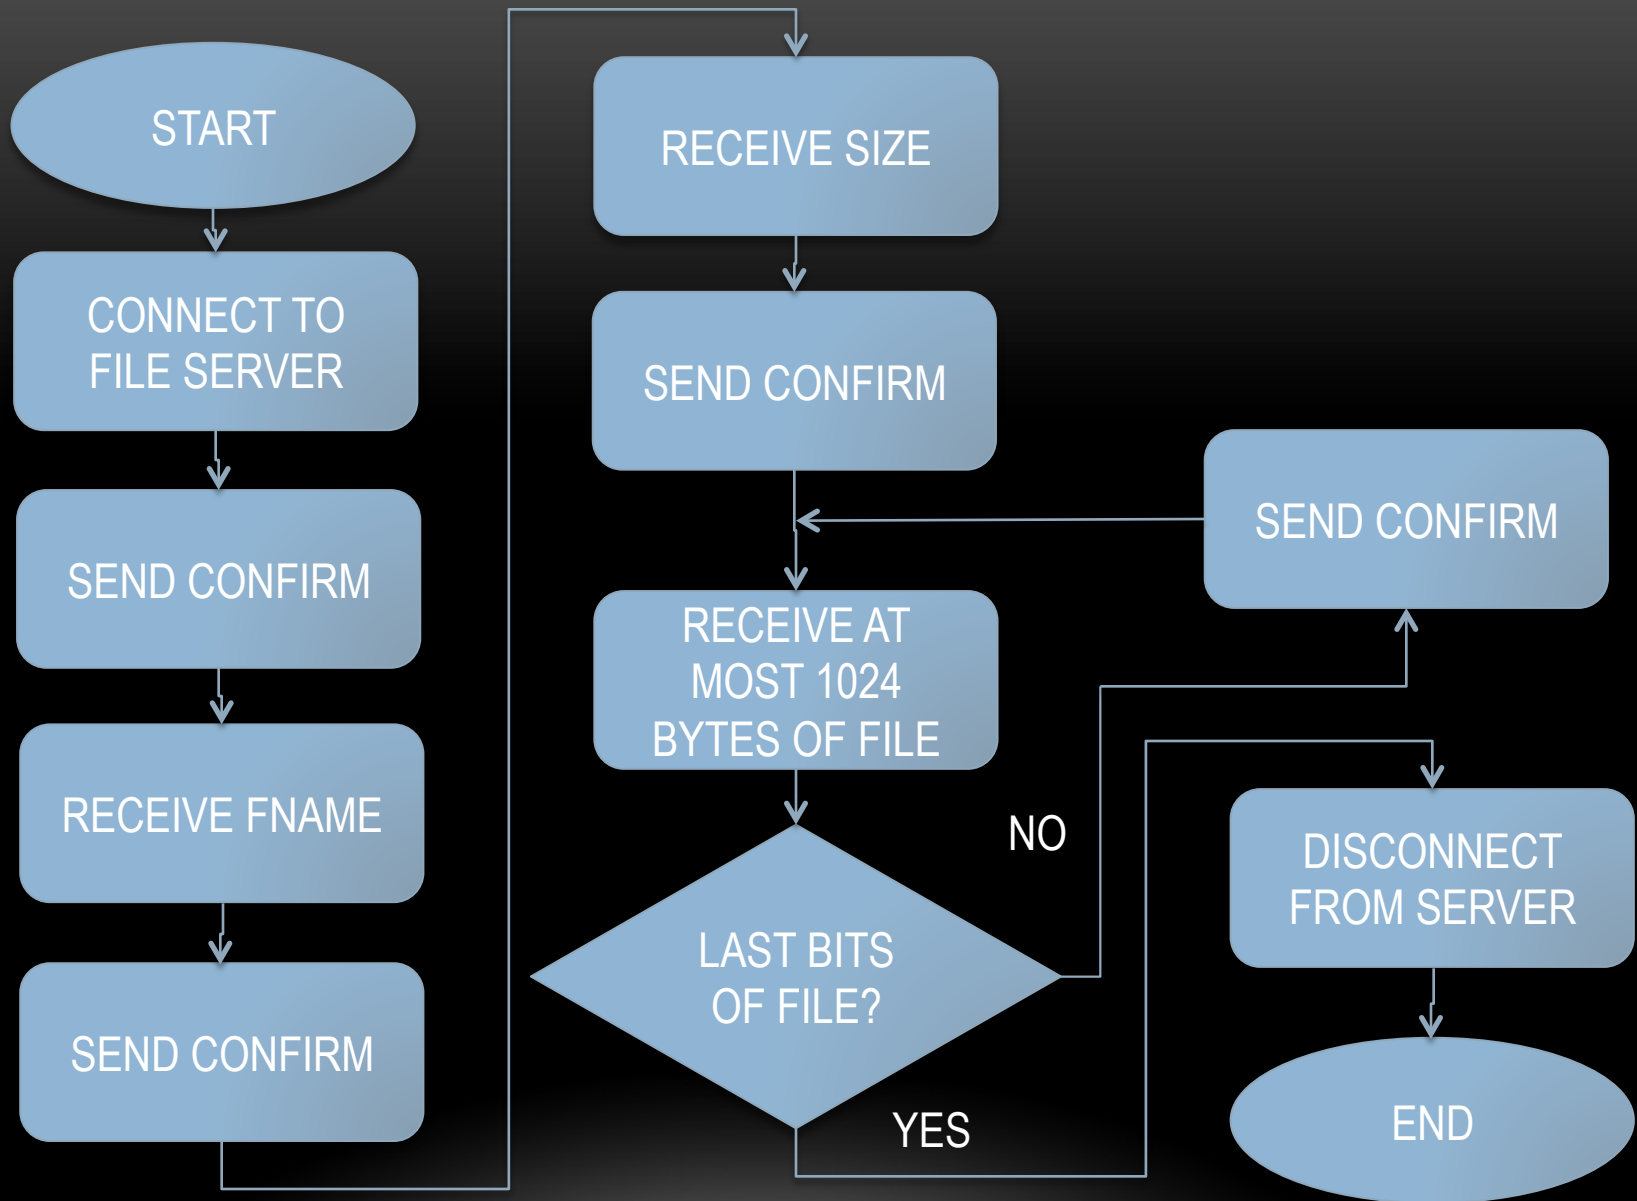 START
CONNECT TO
FILE SERVER
SEND CONFIRM
RECEIVE FNAME
SEND CONFIRM
RECEIVE SIZE
SEND CONFIRM
RECEIVE AT
MOST 1024
BYTES OF FILE
LAST BITS
OF FILE?
NO
YES
SEND CONFIRM
DISCONNECT
FROM SERVER
END